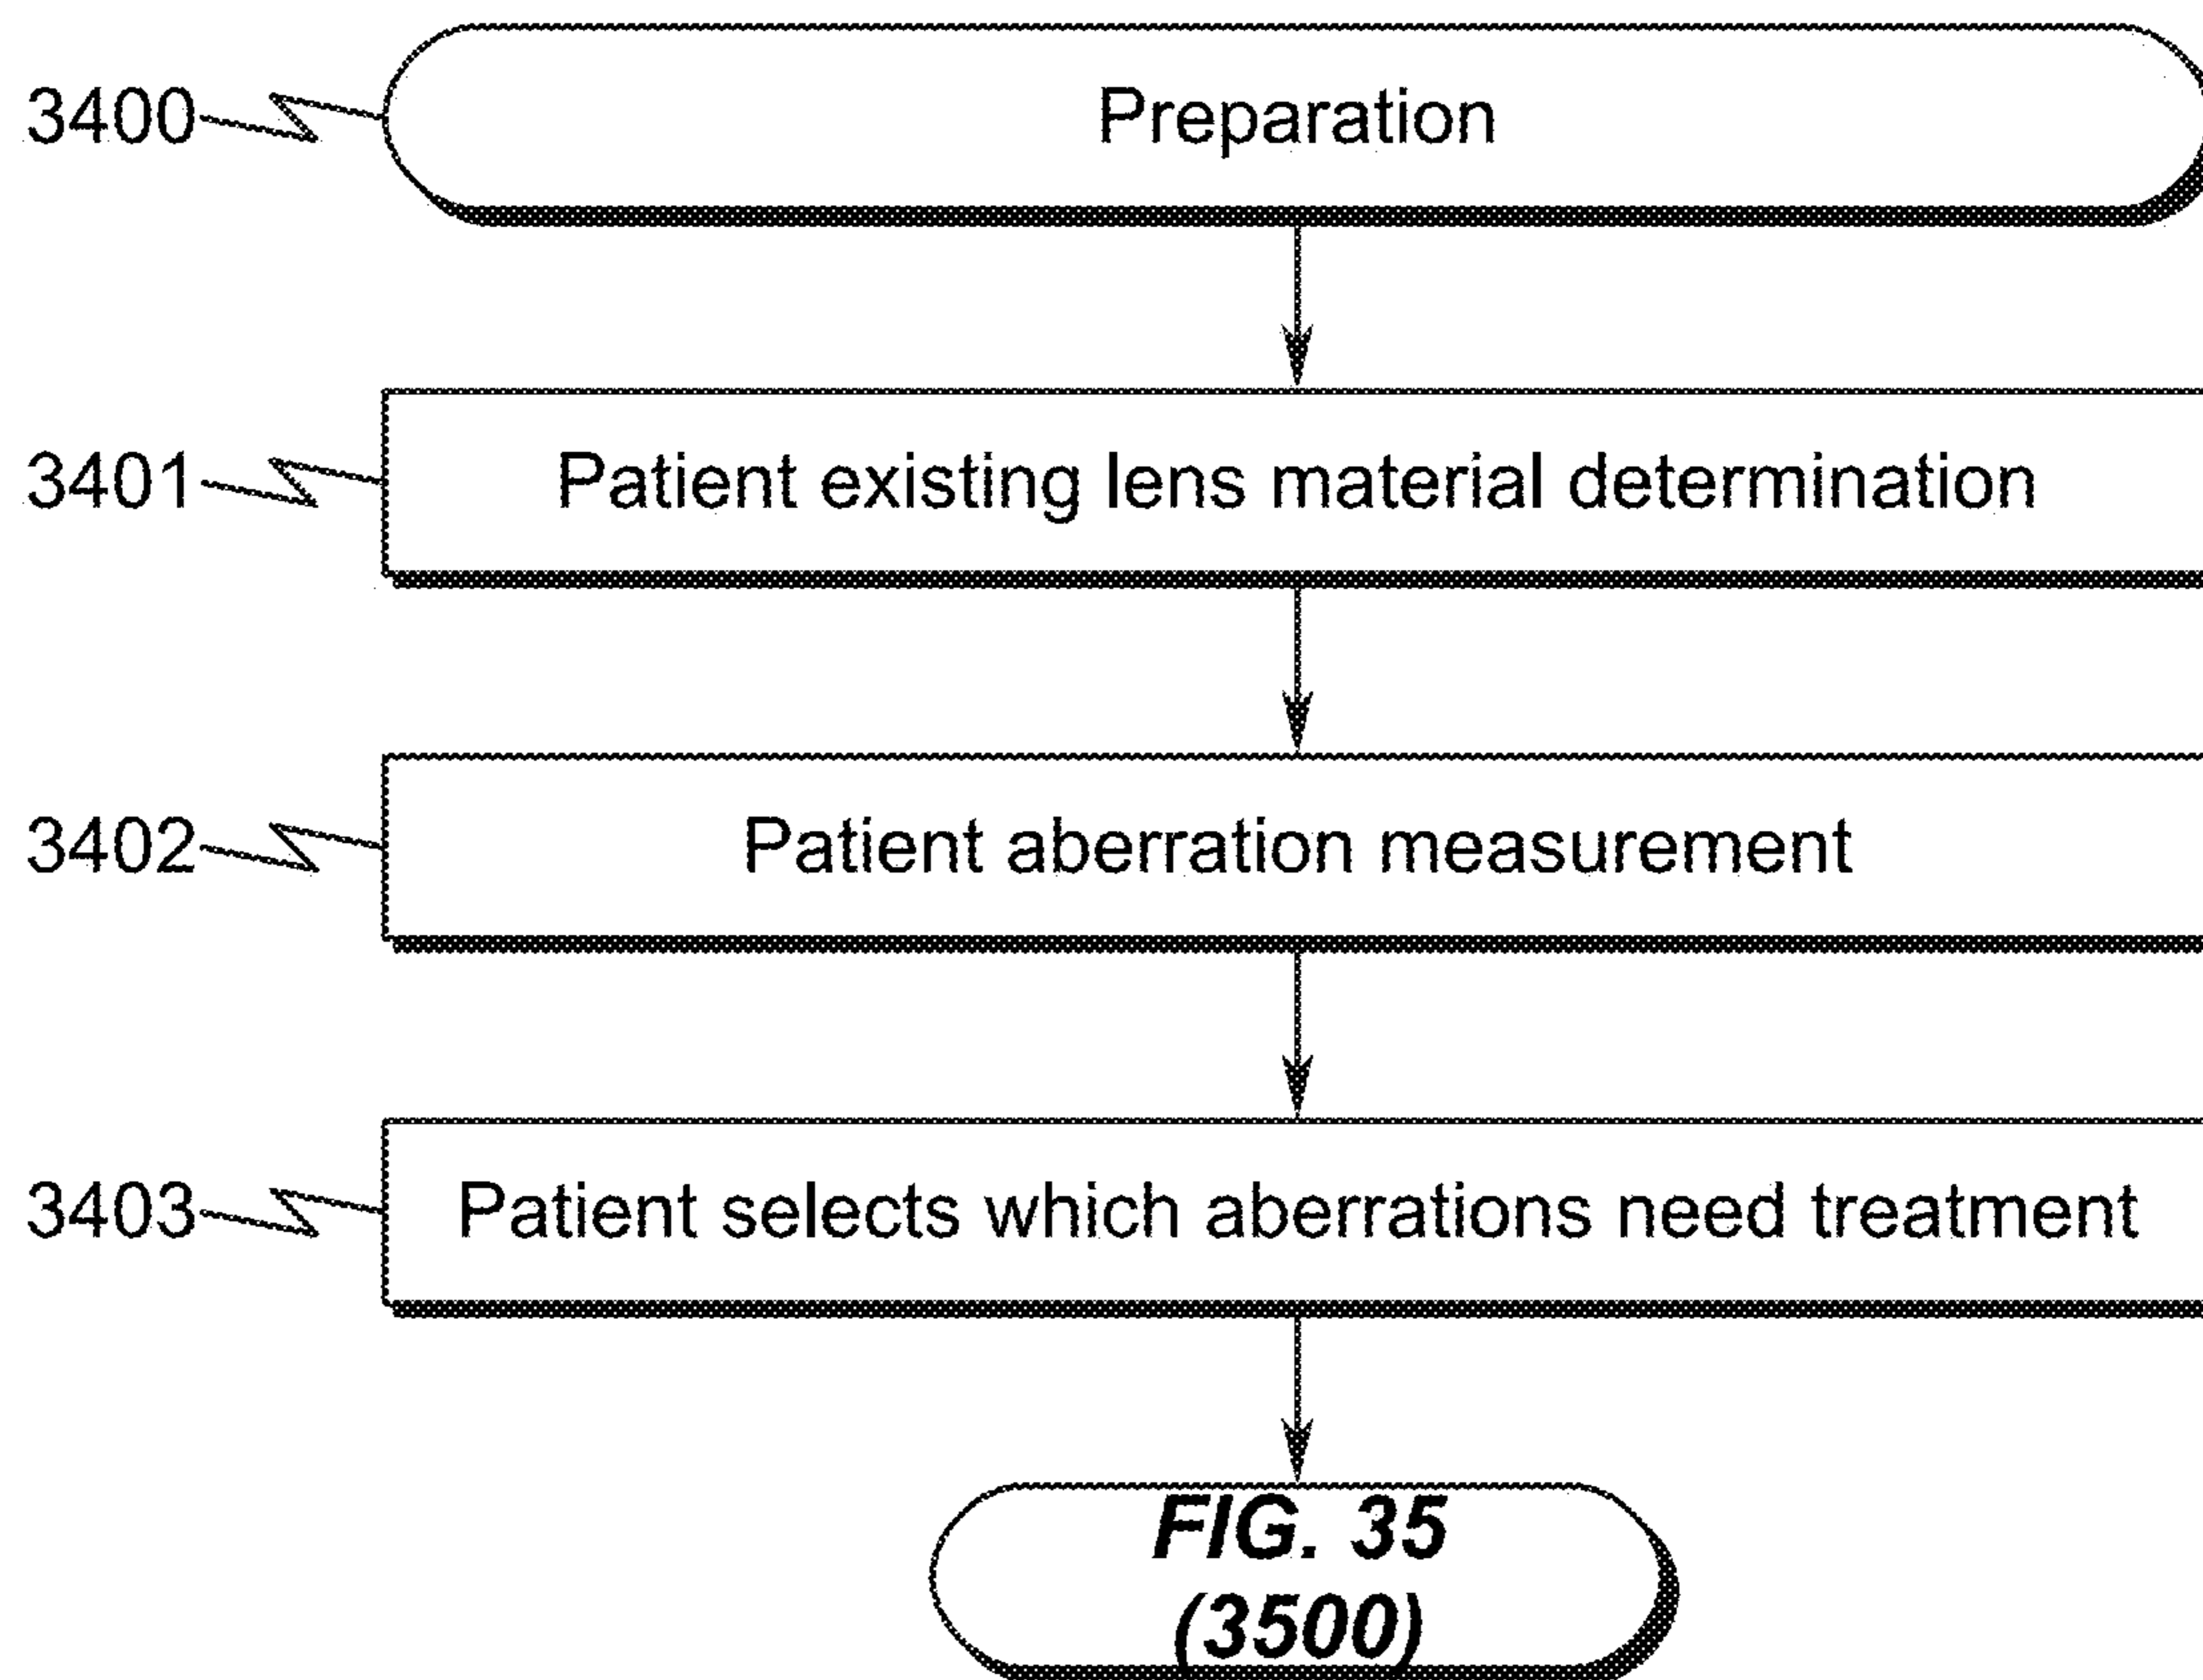 3400 Preparation
3401 Patient existing lens material determination
3402 Patient aberration measurement
3403 Patient selects which aberrations need treatment
FIG. 35
(3500)